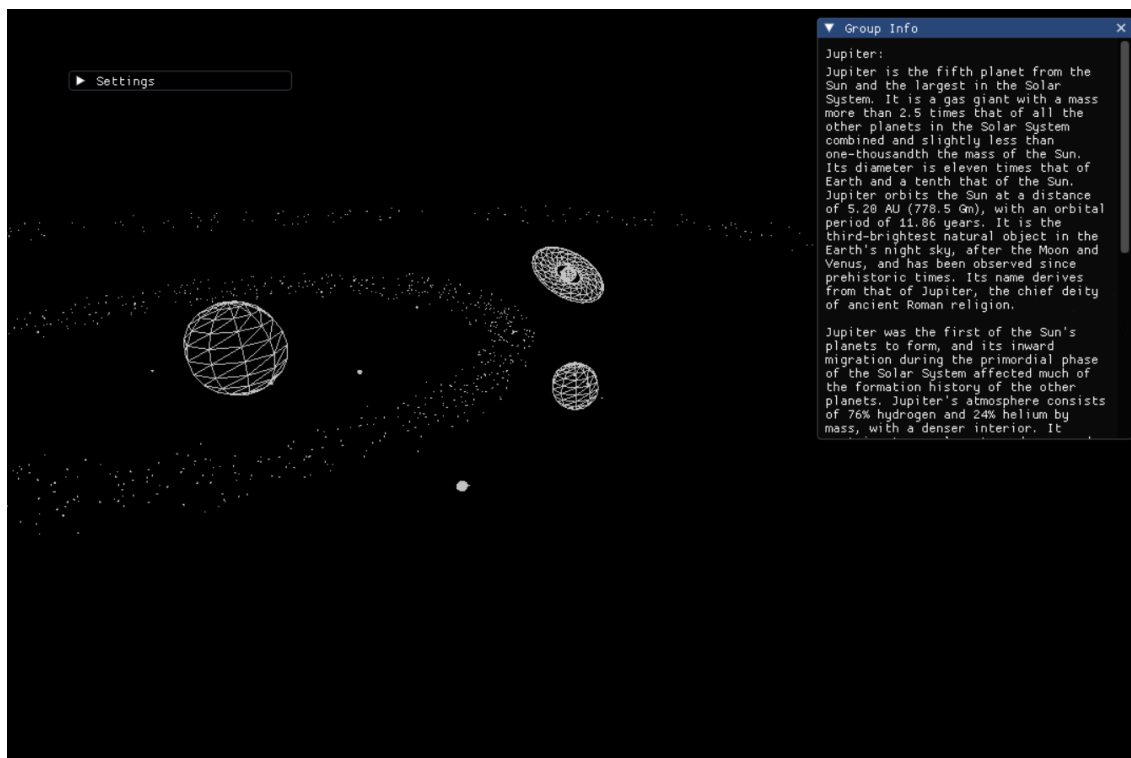 Group Info
Settings
Jupiter:
Jupiter is the fifth planet from the
Sun and the largest in the Solar
System. It is a gas giant with a mass
more than 2.5 times that of all the
other planets in the Solar System
combined and slightly less than
one-thousandth the mass of the Sun.
Its diameter is eleven times that of
Earth and a tenth that of the Sun.
Jupiter orbits the Sun at a distance
of 5.20 AU (778.5 Gm), with an orbital
period of 11.86 years. It is the
third-brightest natural object in the
Earth's night sky, after the Moon and
Venus, and has been observed since
prehistoric times. Its name derives
from that of Jupiter, the chief deity
of ancient Roman religion.
Jupiter was the first of the Sun's
planets to form, and its inward
migration during the primordial phase
of the Solar System affected much of
the formation history of the other
planets. Jupiter's atmosphere consists
of 76% hydrogen and 24% helium by
mass, with a denser interior. It